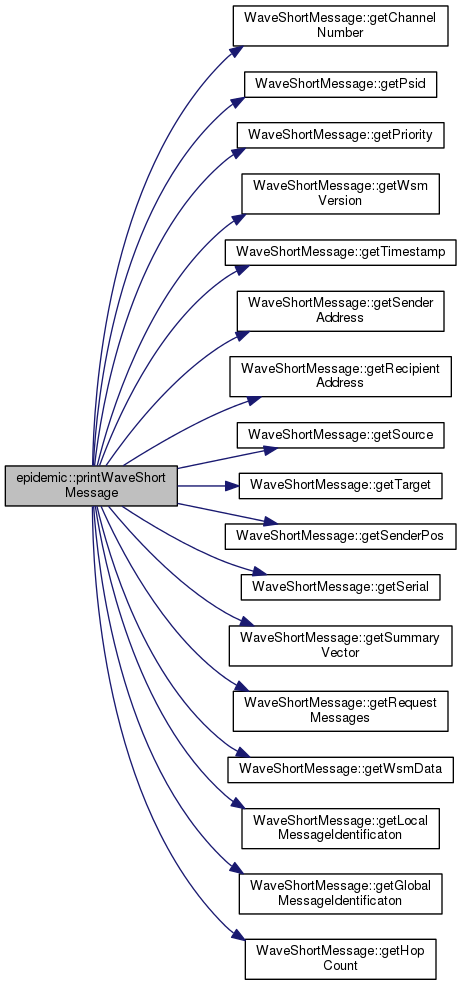 WaveShortMessage::getChannel
Number
WaveShortMessage::getPsid
WaveShortMessage::getPriority
WaveShortMessage::getWsm
Version
WaveShortMessage::getTimestamp
WaveShortMessage::getSender
Address
WaveShortMessage::getRecipient
Address
WaveShortMessage::getSource
epidemic::printWaveShort
Message
WaveShortMessage::getTarget
WaveShortMessage::getSenderPos
WaveShortMessage::getSerial
WaveShortMessage::getSummary
Vector
WaveShortMessage::getRequest
Messages
WaveShortMessage::getWsmData
WaveShortMessage::getLocal
MessageIdentificaton
WaveShortMessage::getGlobal
MessageIdentificaton
WaveShortMessage::getHop
Count